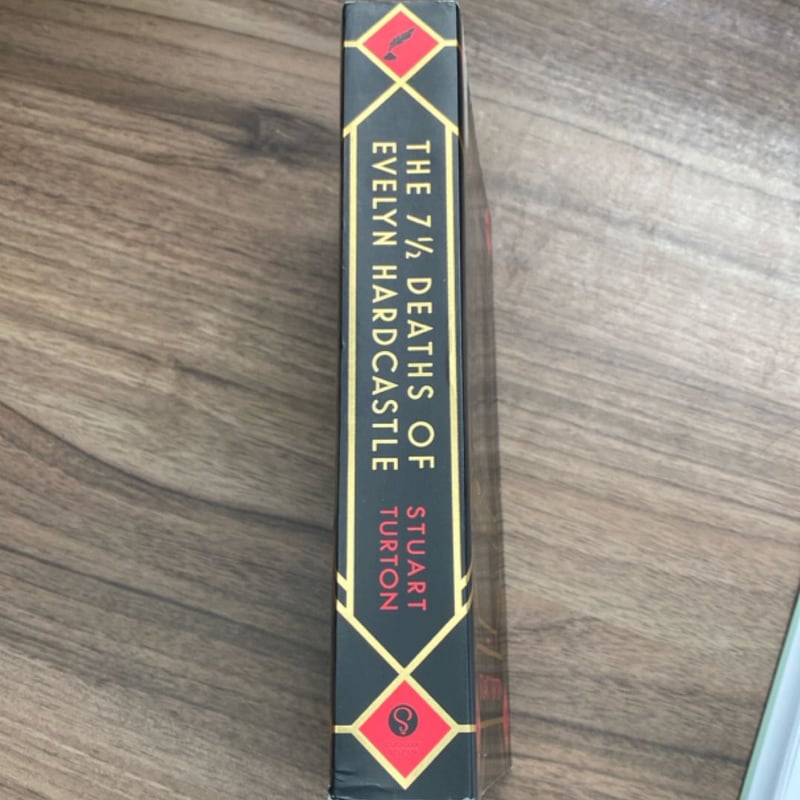 THE 7½ DEATHS OF
EVELYN HARDCASTLE
STUART
TURTON